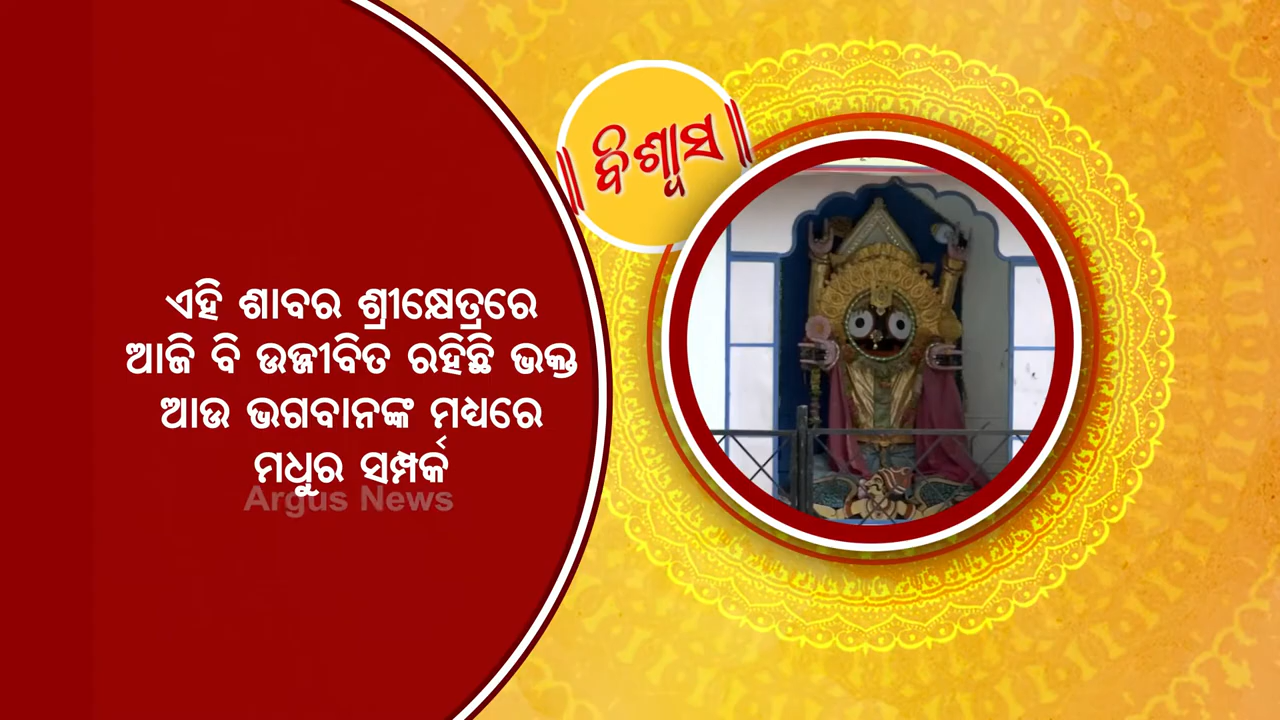 ॥ ବିଶ୍ୱାସ ॥
ଏହି ଶାବର ଶ୍ରୀକ୍ଷେତ୍ରରେ
ଆଜି ବି ଉଜ୍ଜୀବିତ ରହିଛି ଭକ୍ତ
ଆଉ ଭଗବାନଙ୍କ ମଧ୍ୟରେ
ମଧୁର ସମ୍ପର୍କ
Argus News